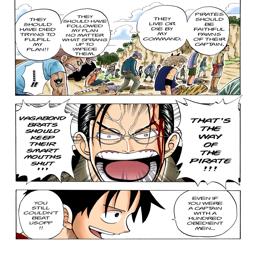 PIRATES
SHOULD BE
FAITHFUL
PAWNS OF
THEIR
CAPTAIN.
THEY
LIVE OR
DIE BY
MY
COMMAND.
THEY
SHOULD HAVE
FOLLOWED
MY PLAN
NO MATTER
WHAT SPRANG
UP TO
IMPEDE
THEM.
THEY
SHOULD HAVE
DIED TRYING
TO FULFILL
MY
PLAN!!!
THAT'S
THE WAY
OF THE
PIRATE
!!!
VAGABOND
BRATS
SHOULD
KEEP
THEIR
SMART
MOUTHS
SHUT
!!!
EVEN IF
YOU WERE
A CAPTAIN
WITH A
HUNDRED
OBEDIENT
MEN..
YOU
STILL
COULDN'T
BEAT
USOPP
!!